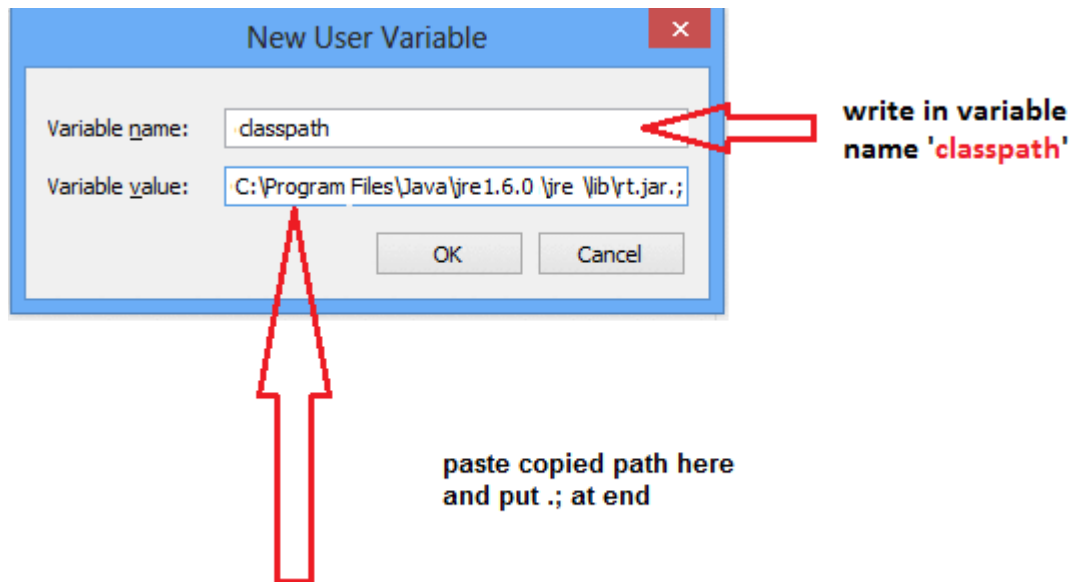 New User Variable
Variable name: classpath
write in variable
name 'classpath'
Variable value: C:\Program Files\Java\jre1.6.0 \jre \lib\rt.jar.;
OK Cancel
paste copied path here
and put .; at end